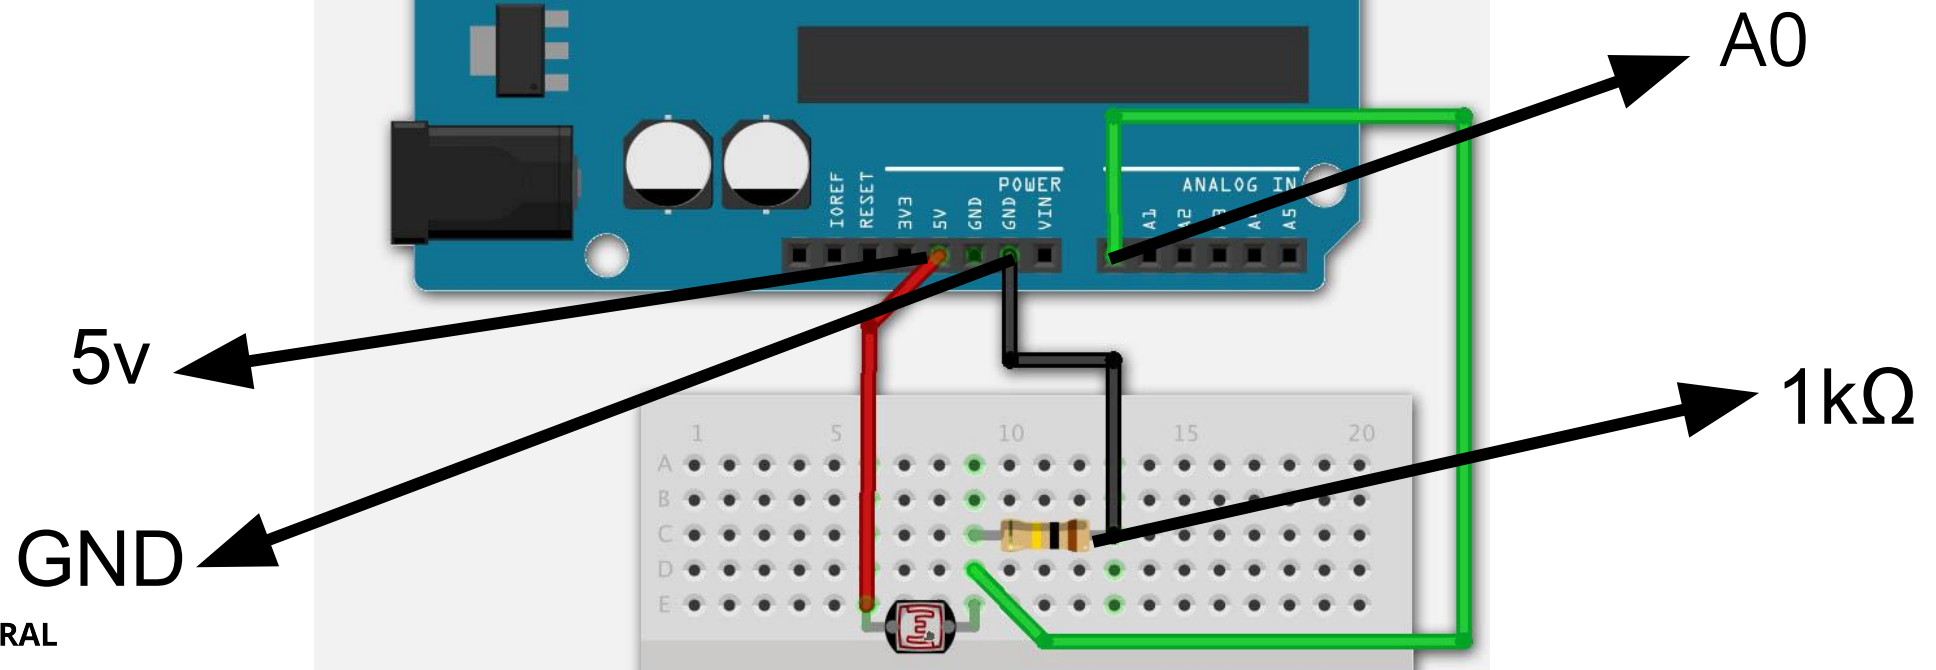 A0
IOREF
RESET
3V3
5V
GND
GND
VIN
POWER
ANALOG IN
A1
A2
A5
5v
GND
1kΩ
1 5 10 15 20
A
B
C
D
E
RAL